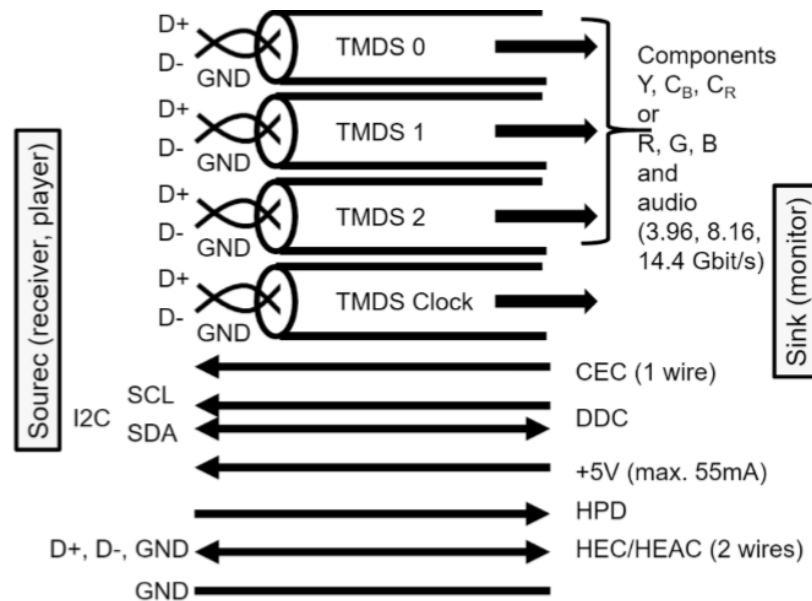 D+
D-
GND
TMDS 0
D+
D-
GND
TMDS 1
D+
D-
GND
TMDS 2
D+
D-
GND
TMDS Clock
Components
Y, CB, CR
or
R, G, B
and
audio
(3.96, 8.16,
14.4 Gbit/s)
Sourec (receiver, player)
Sink (monitor)
CEC (1 wire)
I2C
SCL
SDA
DDC
+5V (max. 55mA)
HPD
D+, D-, GND
HEC/HEAC (2 wires)
GND